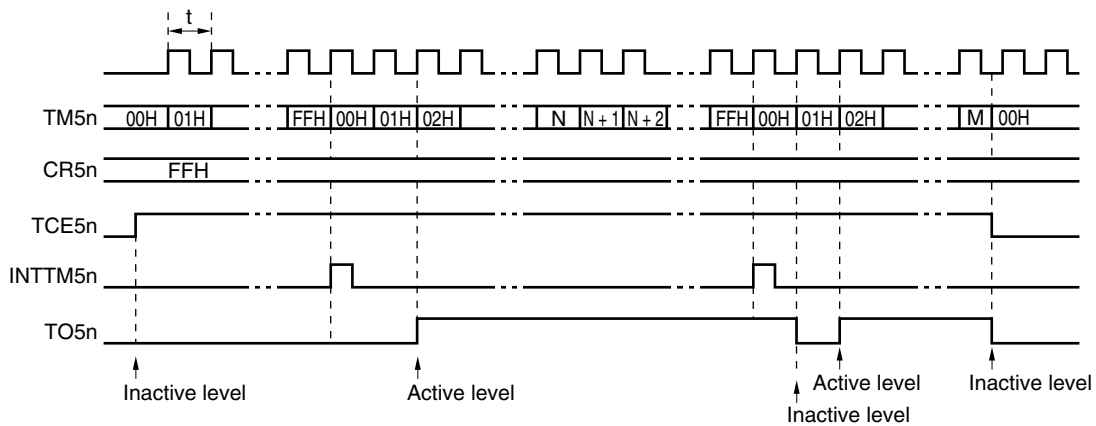 t
TM5n 00H 01H FFH 00H 01H 02H N N + 1 N + 2 FFH 00H 01H 02H M 00H
CR5n FFH
TCE5n
INTTM5n
TO5n
Inactive level Active level Active level Inactive level
Inactive level